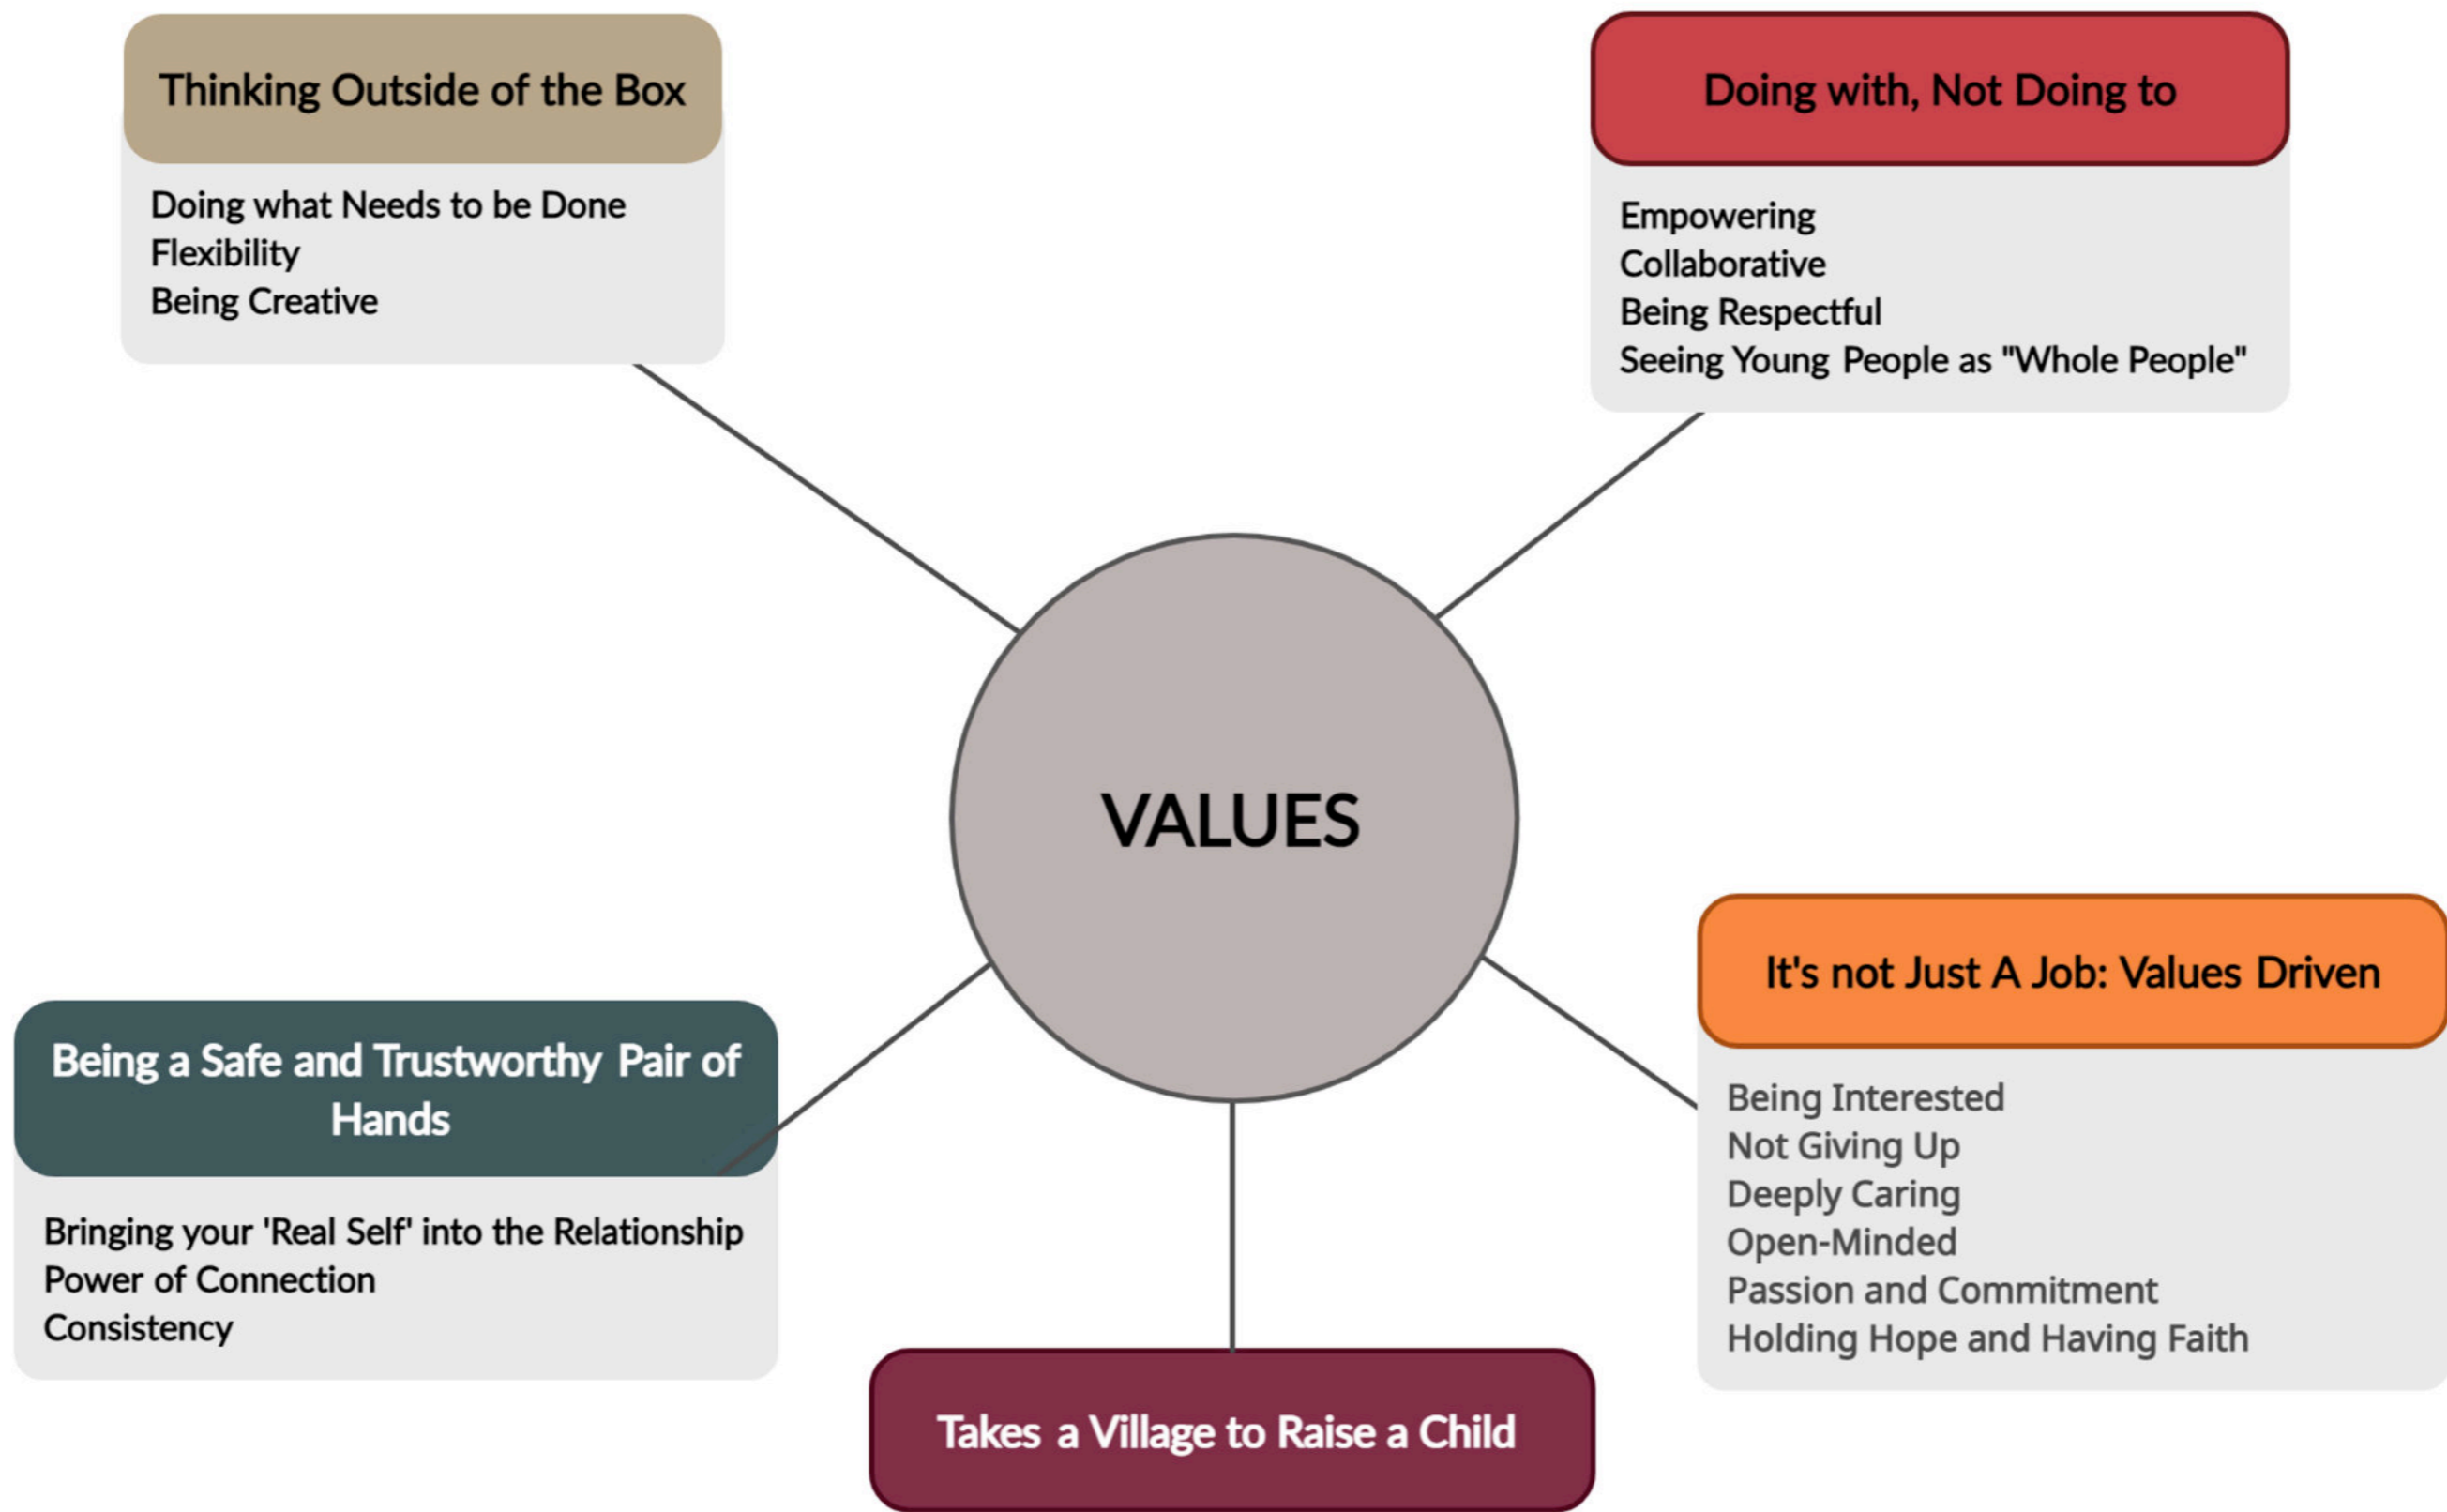 Thinking Outside of the Box
Doing what Needs to be Done
Flexibility
Being Creative
Doing with, Not Doing to
Empowering
Collaborative
Being Respectful
Seeing Young People as "Whole People"
VALUES
It's not Just A Job: Values Driven
Being Interested
Not Giving Up
Deeply Caring
Open-Minded
Passion and Commitment
Holding Hope and Having Faith
Being a Safe and Trustworthy Pair of
Hands
Bringing your 'Real Self' into the Relationship
Power of Connection
Consistency
Takes a Village to Raise a Child